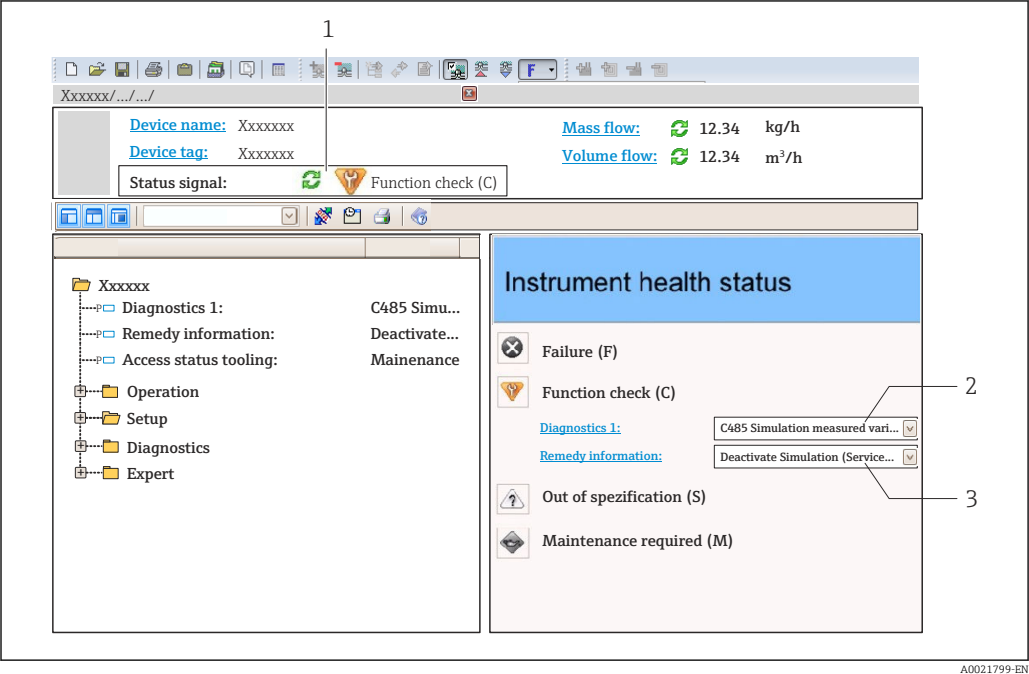 1
F
Xxxxxx/.../.../
Device name: Xxxxxxx
Mass flow: 12.34 kg/h
Device tag: Xxxxxxx
Volume flow: 12.34 m³/h
Status signal: Function check (C)
Xxxxxx
Diagnostics 1: C485 Simu...
Remedy information: Deactivate...
Access status tooling: Mainenance
Operation
Setup
Diagnostics
Expert
Instrument health status
Failure (F)
Function check (C)
2
Diagnostics 1: C485 Simulation measured vari...
Remedy information: Deactivate Simulation (Service...
Out of spezification (S)
3
Maintenance required (M)
A0021799-EN